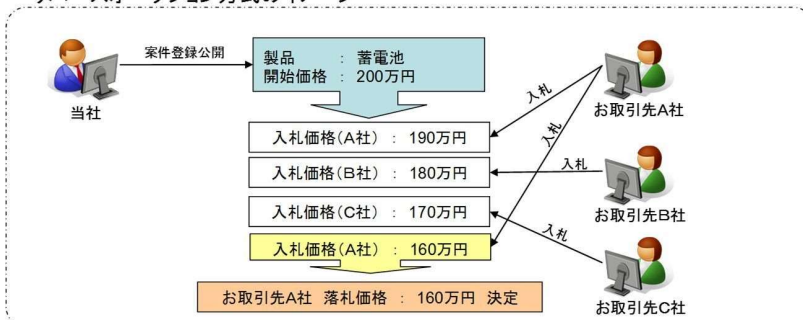 案件登録公開
製品 : 蓄電池
開始価格 : 200万円
当社
入札
入札
お取引先A社
入札価格(A社) : 190万円
入札価格(B社) : 180万円
入札
お取引先B社
入札価格(C社) : 170万円
入札
入札価格(A社) : 160万円
お取引先A社 落札価格 : 160万円 決定
お取引先C社